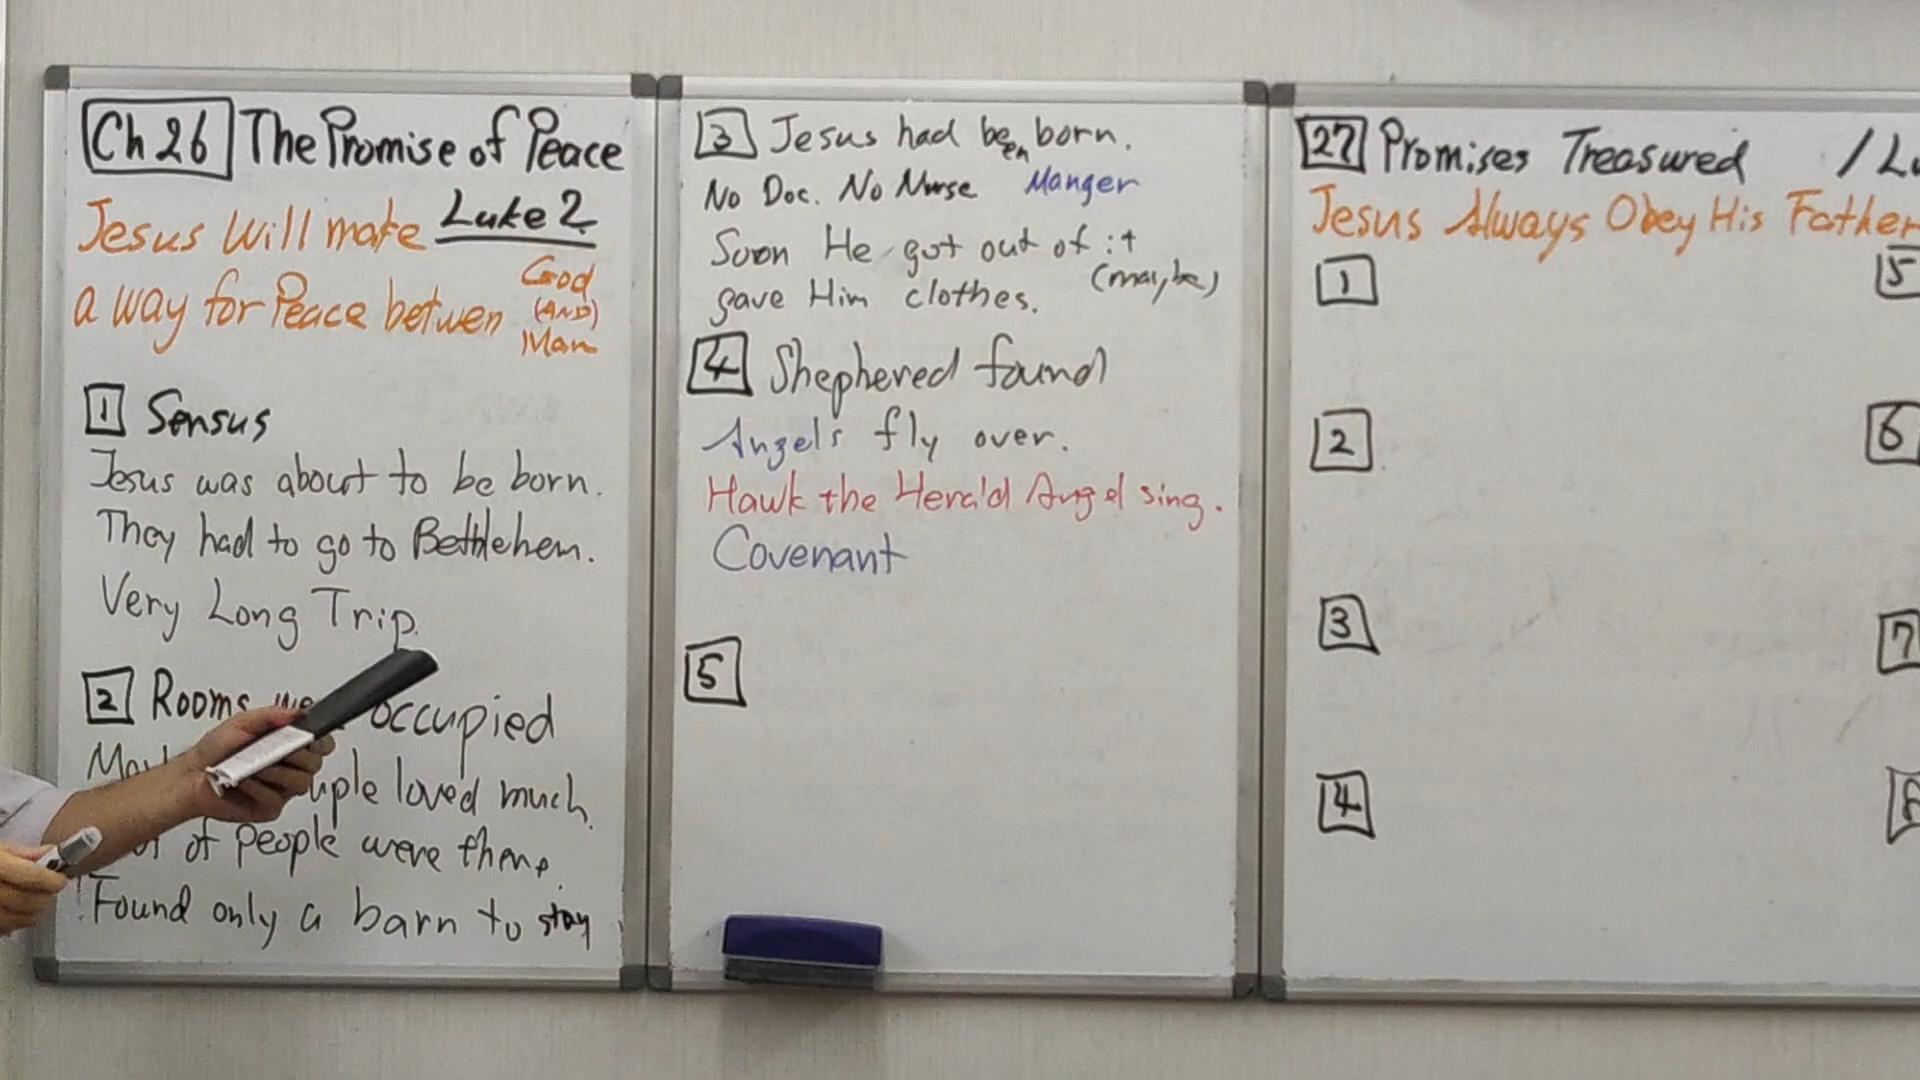 Ch 26 The Promise of Peace
Luke 2
Jesus Will make
a way for Peace betwen God (AND) Man
1 Sensus
Jesus was about to be born.
They had to go to Bethlehem.
Very Long Trip.
2 Rooms occupied
loved much.
of people were there.
Found only a barn to stay
3 Jesus had been born.
No Doc. No Nurse Manger
Soon He got out of it
(maybe)
gave Him clothes.
4 Shephered found
Angels fly over.
Hawk the Herald Angel sing.
Covenant
5
27 Promises Treasured / Lu
Jesus Always Obey His Father
1
2
3
4
5
6
7